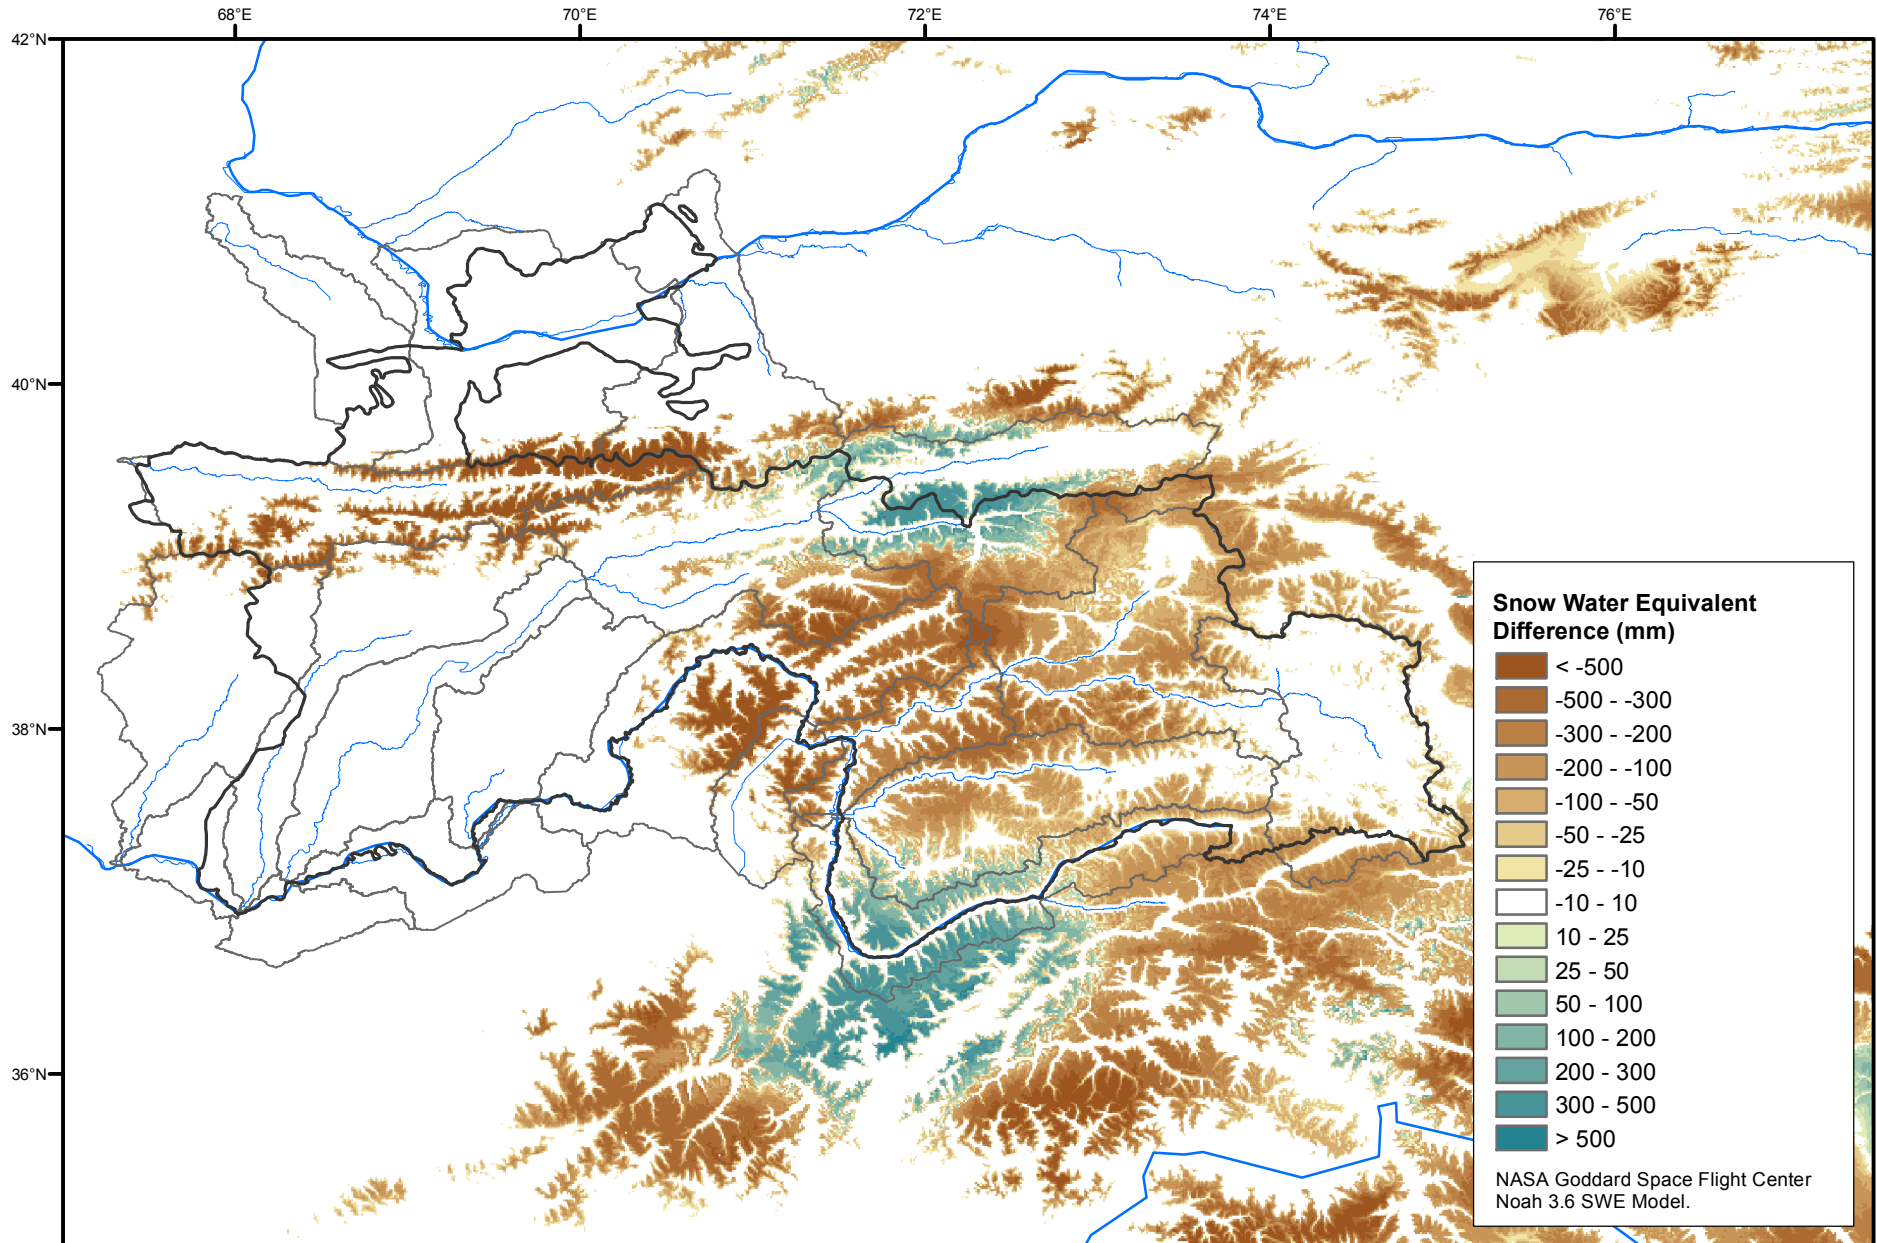 68°E
70°E
72°E
74°E
76°E
42°N
40°N
38°N
36°N
Snow Water Equivalent
Difference (mm)
< -500
-500 - -300
-300 - -200
-200 - -100
-100 - -50
-50 - -25
-25 - -10
-10 - 10
10 - 25
25 - 50
50 - 100
100 - 200
200 - 300
300 - 500
> 500
NASA Goddard Space Flight Center
Noah 3.6 SWE Model.